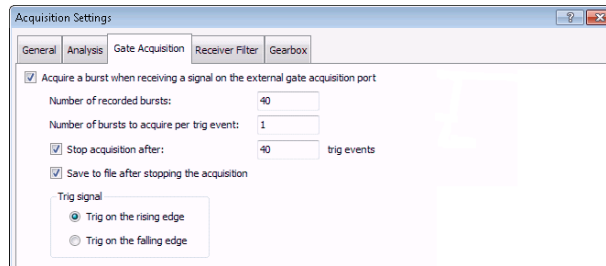 Acquisition Settings
General Analysis Gate Acquisition Receiver Filter Gearbox
Acquire a burst when receiving a signal on the external gate acquisition port
Number of recorded bursts: 40
Number of bursts to acquire per trig event: 1
Stop acquisition after: 40 trig events
Save to file after stopping the acquisition
Trig signal
Trig on the rising edge
Trig on the falling edge